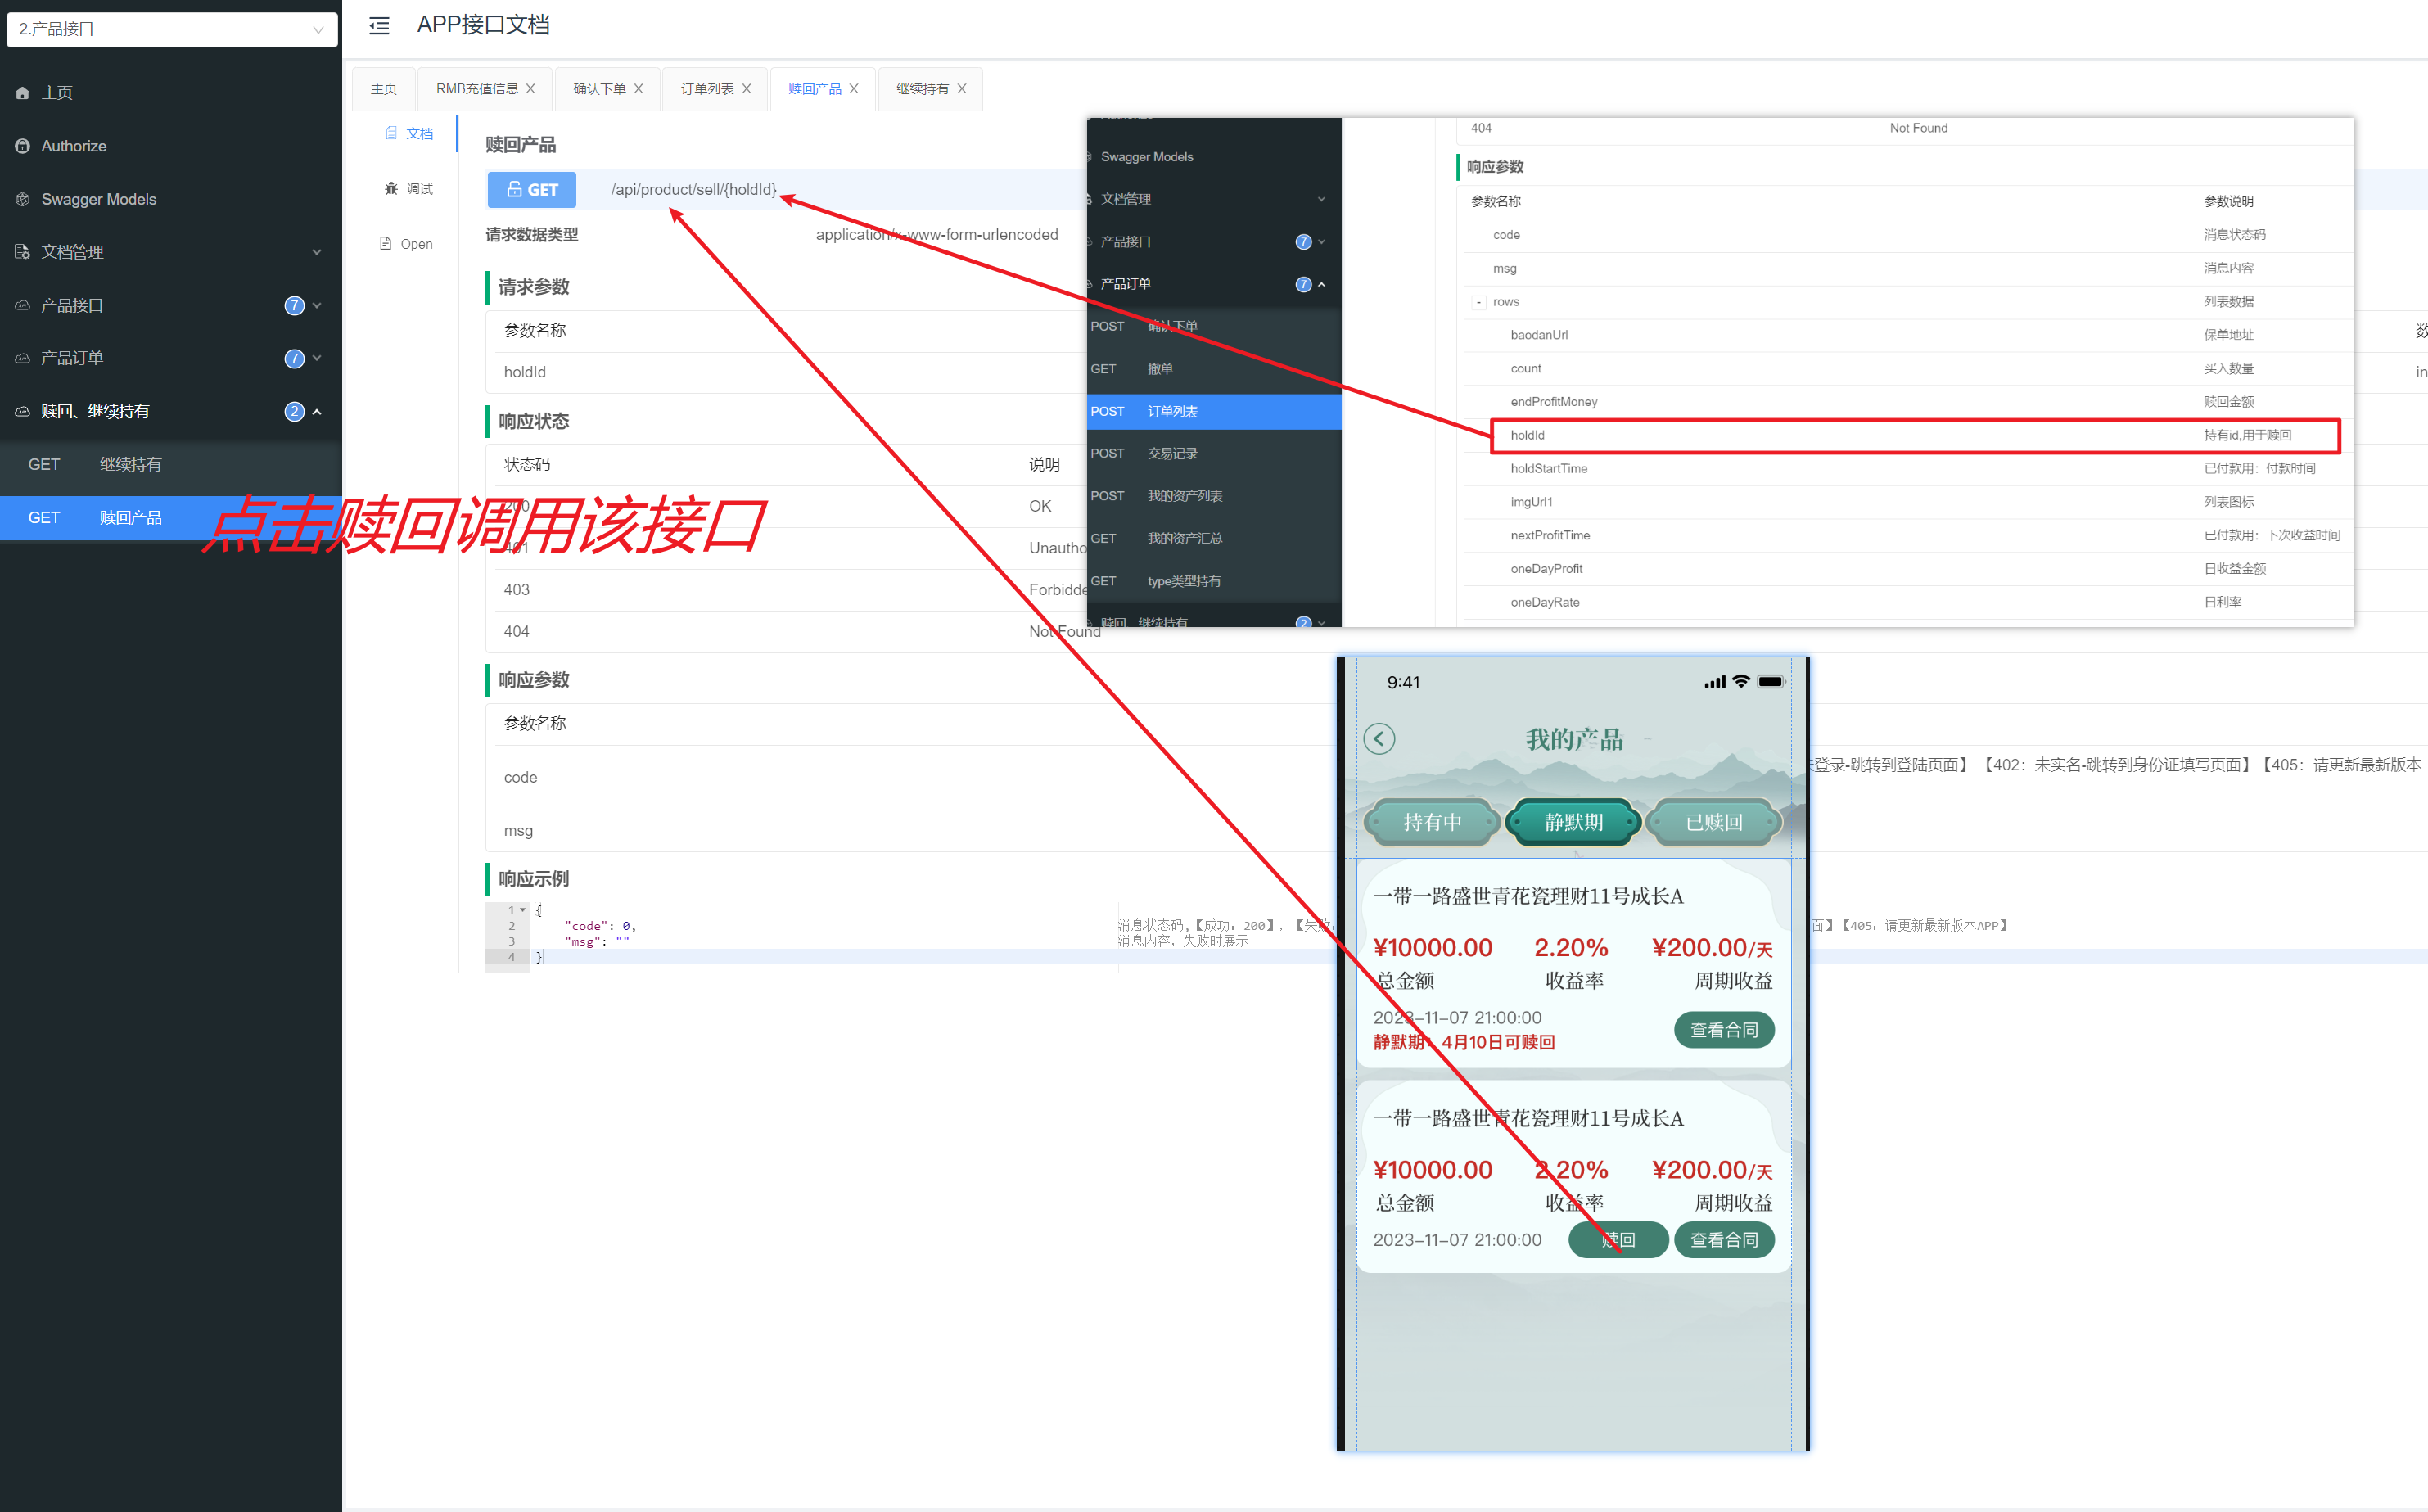 2.产品接口
主页
Authorize
Swagger Models
文档管理
产品接口 7
产品订单 7
赎回、继续持有 2
GET 继续持有
GET 赎回产品
点击赎回调用该接口
APP接口文档
主页
RMB充值信息
确认下单
订单列表
赎回产品
继续持有
文档
调试
Open
赎回产品
GET /api/product/sell/{holdId}
请求数据类型 application/x-www-form-urlencoded
请求参数
参数名称
数
holdId
in
响应状态
状态码 说明
200 OK
401 Unautho
403 Forbidde
404 Not Found
响应参数
参数名称
code
登录-跳转到登陆页面】 【402：未实名-跳转到身份证填写页面】【405：请更新最新版本
msg
响应示例
1 {
2 "code": 0, 消息状态码,【成功：200】，【失败： 面】【405：请更新最新版本APP】
3 "msg": "" 消息内容，失败时展示
4 }
Swagger Models
文档管理
产品接口 7
产品订单 7
POST 确认下单
GET 撤单
POST 订单列表
POST 交易记录
POST 我的资产列表
GET 我的资产汇总
GET type类型持有
赎回、继续持有 2
404 Not Found
响应参数
参数名称 参数说明
code 消息状态码
msg 消息内容
- rows 列表数据
baodanUrl 保单地址
count 买入数量
endProfitMoney 赎回金额
holdId 持有id,用于赎回
holdStartTime 已付款用：付款时间
imgUrl1 列表图标
nextProfitTime 已付款用：下次收益时间
oneDayProfit 日收益金额
oneDayRate 日利率
9:41
我的产品
持有中 静默期 已赎回
一带一路盛世青花瓷理财11号成长A
¥10000.00 2.20% ¥200.00/天
总金额 收益率 周期收益
2023-11-07 21:00:00
静默期：4月10日可赎回
查看合同
一带一路盛世青花瓷理财11号成长A
¥10000.00 2.20% ¥200.00/天
总金额 收益率 周期收益
2023-11-07 21:00:00 赎回 查看合同